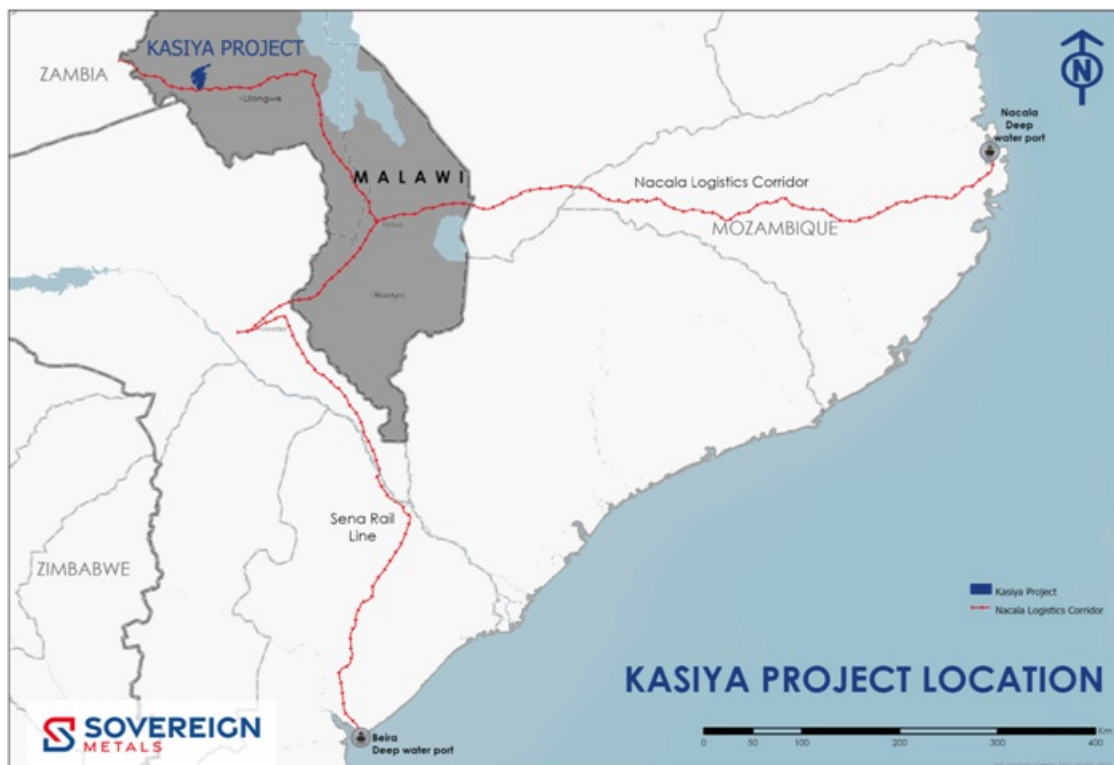 KASIYA PROJECT
ZAMBIA
Lilongwe
N
Nacala
Deep
water port
MALAWI
Nacala Logistics Corridor
MOZAMBIQUE
Blantyre
Sena Rail
Line
ZIMBABWE
Kasiya Project
Nacala Logistics Corridor
KASIYA PROJECT LOCATION
SOVEREIGN
METALS
Beira
Deep water port
Km
0 50 100 200 300 400